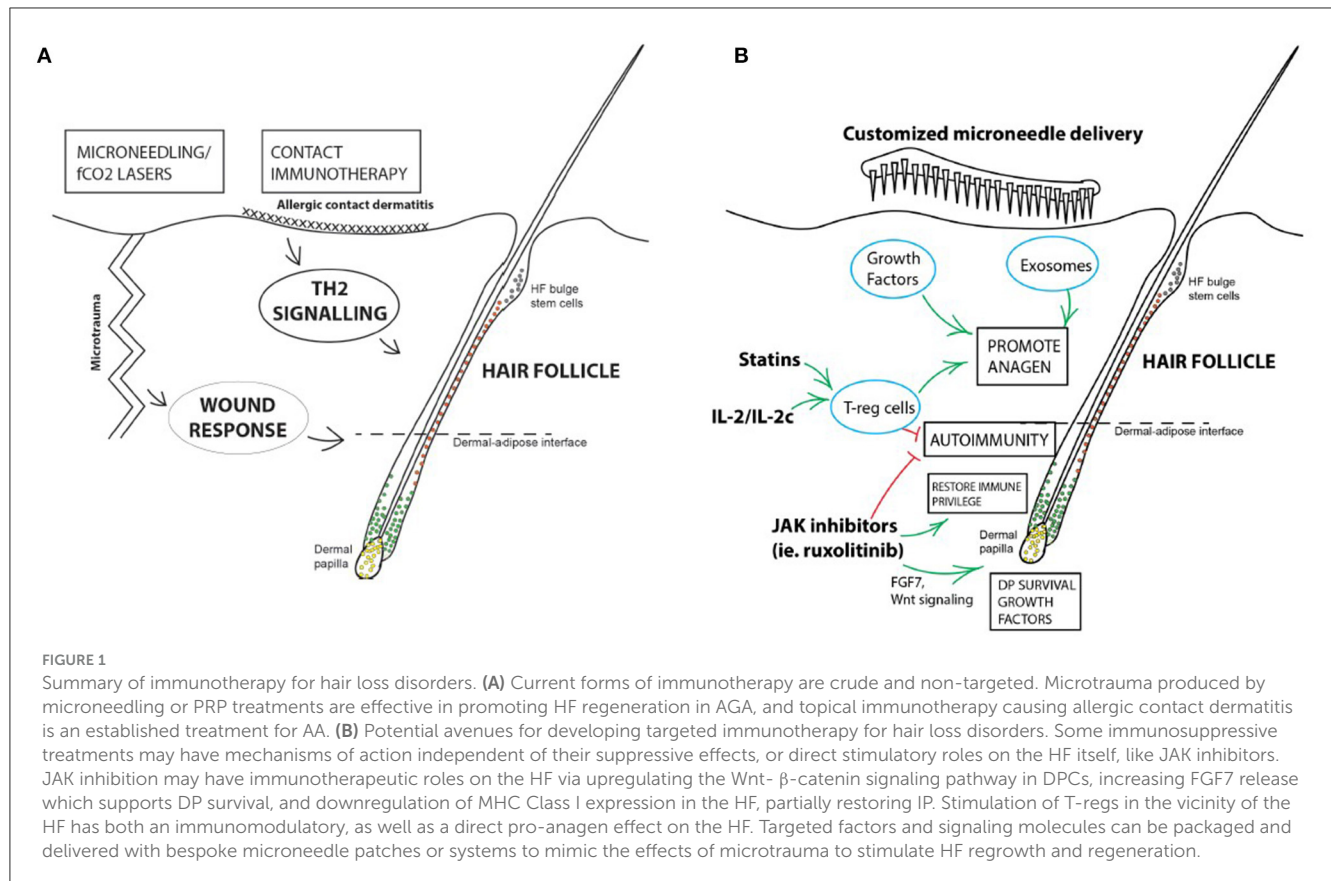 A
MICRONEEDLING/
fCO2 LASERS
CONTACT
IMMUNOTHERAPY
Allergic contact dermatitis
XXXXXXXXXXXXXXXXXXXX
Microtrauma
TH2
SIGNALLING
HF bulge
stem cells
HAIR FOLLICLE
WOUND
RESPONSE
Dermal-adipose interface
Dermal
papilla
B
Customized microneedle delivery
Growth
Factors
Exosomes
HF bulge
stem cells
PROMOTE
ANAGEN
HAIR FOLLICLE
Statins
IL-2/IL-2c
T-reg cells
AUTOIMMUNITY
Dermal-adipose interface
RESTORE IMMUNE
PRIVILEGE
JAK inhibitors
(ie. ruxolitinib)
Dermal
papilla
FGF7,
Wnt signaling
DP SURVIVAL
GROWTH
FACTORS
FIGURE 1
Summary of immunotherapy for hair loss disorders. (A) Current forms of immunotherapy are crude and non-targeted. Microtrauma produced by
microneedling or PRP treatments are effective in promoting HF regeneration in AGA, and topical immunotherapy causing allergic contact dermatitis
is an established treatment for AA. (B) Potential avenues for developing targeted immunotherapy for hair loss disorders. Some immunosuppressive
treatments may have mechanisms of action independent of their suppressive effects, or direct stimulatory roles on the HF itself, like JAK inhibitors.
JAK inhibition may have immunotherapeutic roles on the HF via upregulating the Wnt- β-catenin signaling pathway in DPCs, increasing FGF7 release
which supports DP survival, and downregulation of MHC Class I expression in the HF, partially restoring IP. Stimulation of T-regs in the vicinity of the
HF has both an immunomodulatory, as well as a direct pro-anagen effect on the HF. Targeted factors and signaling molecules can be packaged and
delivered with bespoke microneedle patches or systems to mimic the effects of microtrauma to stimulate HF regrowth and regeneration.